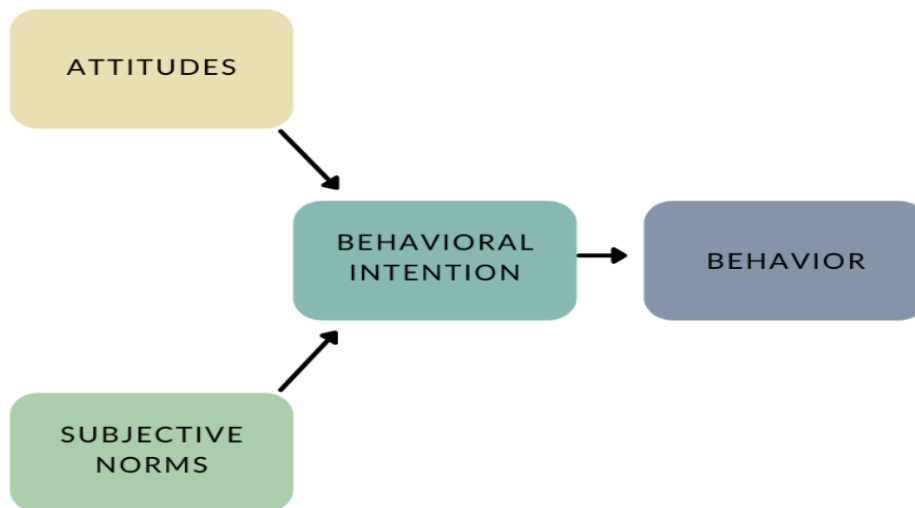 ATTITUDES
BEHAVIORAL
INTENTION
BEHAVIOR
SUBJECTIVE
NORMS